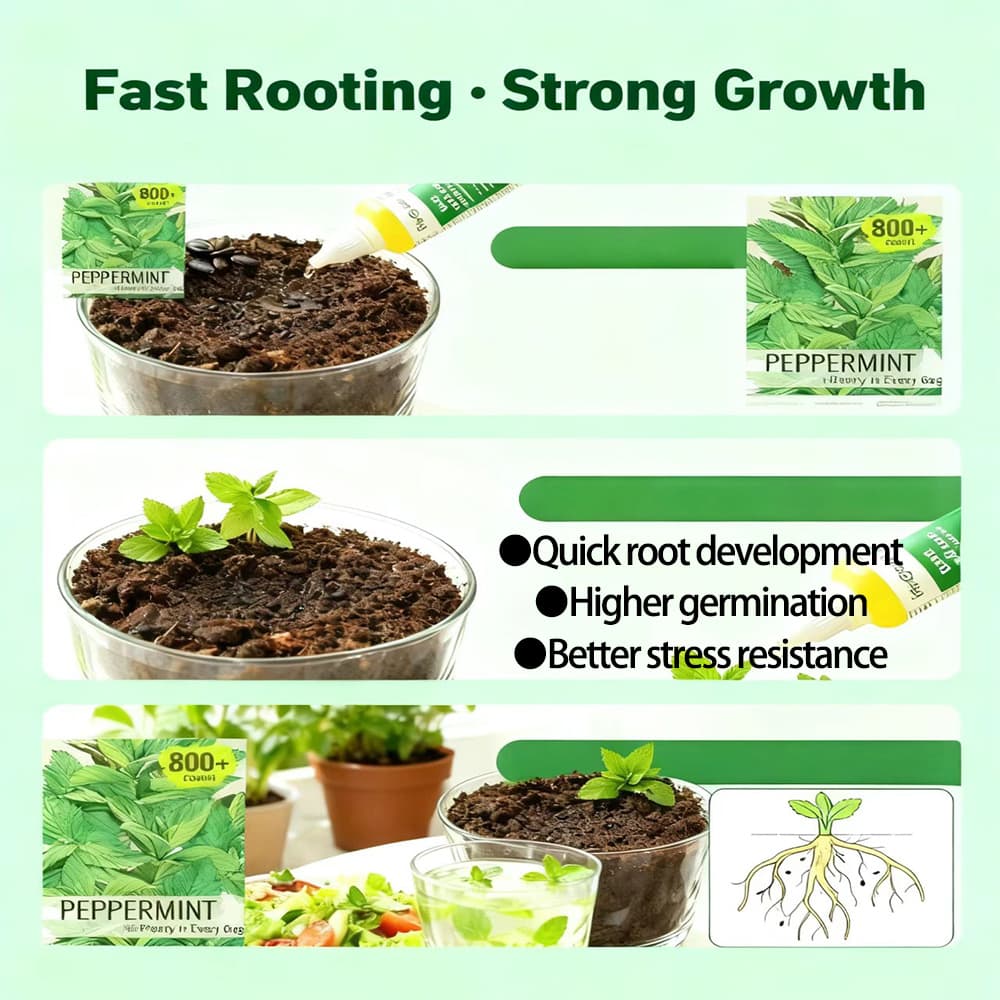 Fast Rooting · Strong Growth
800+
PEPPERMINT
800+
PEPPERMINT
●Quick root development
●Higher germination
●Better stress resistance
800+
PEPPERMINT